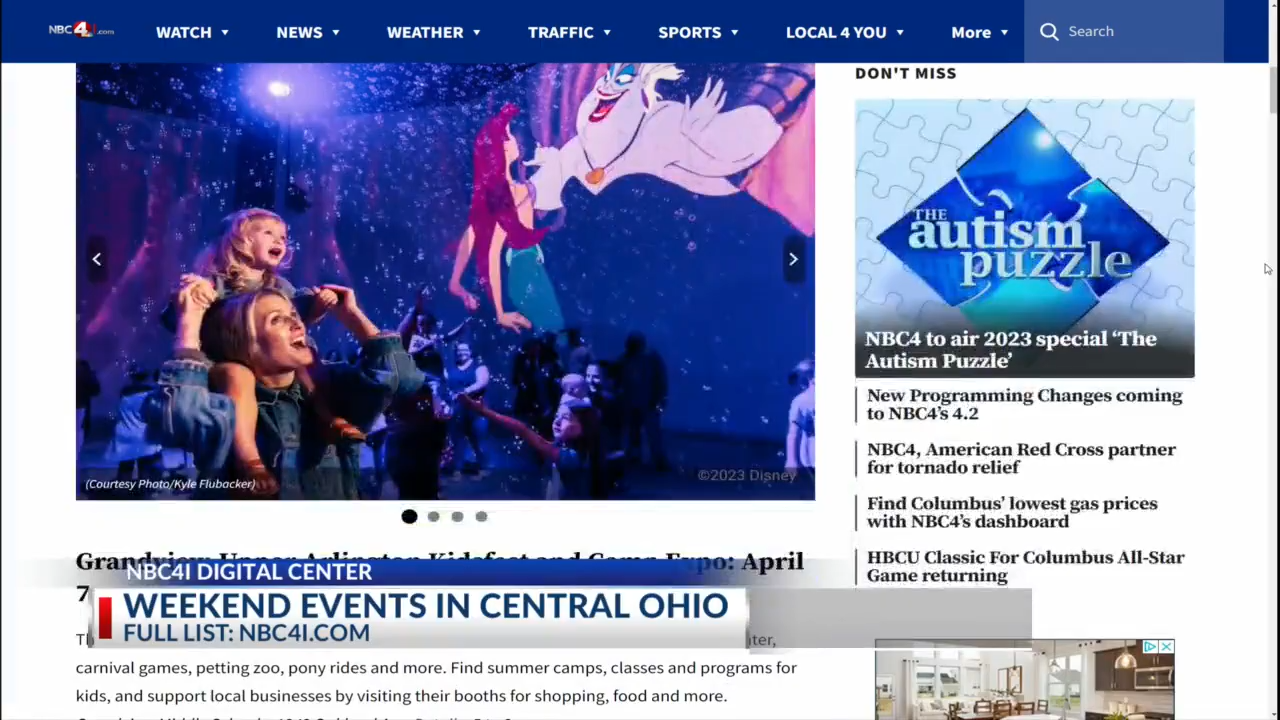 NBC4i.com
WATCH
NEWS
WEATHER
TRAFFIC
SPORTS
LOCAL 4 YOU
More
Search
DON'T MISS
THE
autism
puzzle
NBC4 to air 2023 special ‘The
Autism Puzzle’
New Programming Changes coming
to NBC4’s 4.2
NBC4, American Red Cross partner
for tornado relief
Find Columbus’ lowest gas prices
with NBC4’s dashboard
HBCU Classic For Columbus All-Star
Game returning
(Courtesy Photo/Kyle Flubacker)
©2023 Disney
Grandview Upper Arlington Kidsfest and Camp Expo: April
7
NBC4I DIGITAL CENTER
WEEKEND EVENTS IN CENTRAL OHIO
FULL LIST: NBC4I.COM
carnival games, petting zoo, pony rides and more. Find summer camps, classes and programs for
kids, and support local businesses by visiting their booths for shopping, food and more.